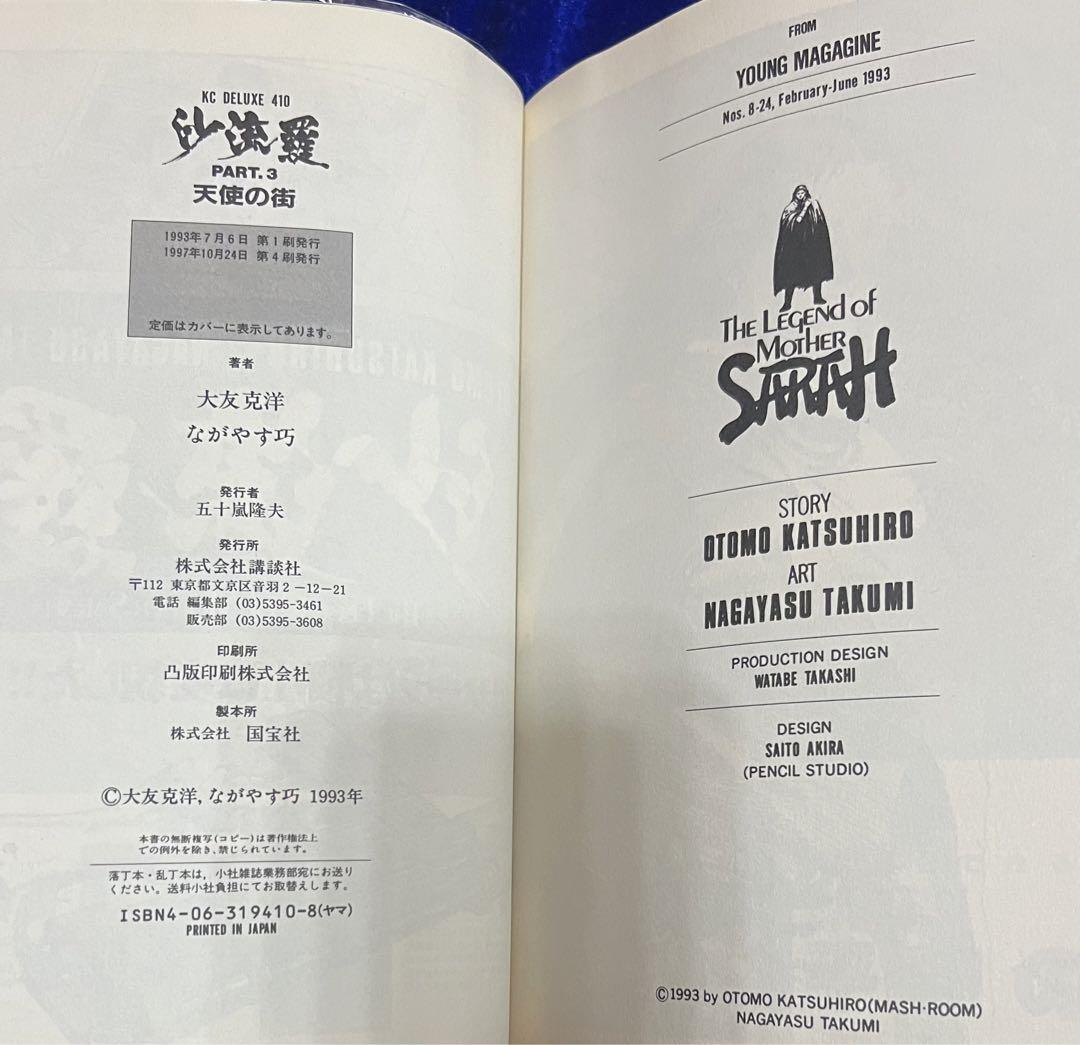 KC DELUXE 410
沙流羅
PART.3
天使の街
1993年7月6日 第1刷発行
1997年10月24日 第4刷発行
定価はカバーに表示してあります。
著者
大友克洋
ながやす巧
発行者
五十嵐隆夫
発行所
株式会社講談社
〒112 東京都文京区音羽2-12-21
電話 編集部 (03)5395-3461
販売部 (03)5395-3608
印刷所
凸版印刷株式会社
製本所
株式会社 国宝社
©大友克洋, ながやす巧 1993年
本書の無断複写(コピー)は著作権法上
での例外を除き、禁じられています。
落丁本・乱丁本は, 小社雑誌業務部宛にお送り
ください。送料小社負担にてお取替えします。
ISBN4-06-319410-8(ヤマ)
PRINTED IN JAPAN
FROM
YOUNG MAGAGINE
Nos. 8-24, February-June 1993
THE LEGEND of
MOTHER
SARAH
STORY
OTOMO KATSUHIRO
ART
NAGAYASU TAKUMI
PRODUCTION DESIGN
WATABE TAKASHI
DESIGN
SAITO AKIRA
(PENCIL STUDIO)
©1993 by OTOMO KATSUHIRO(MASH·ROOM)
NAGAYASU TAKUMI